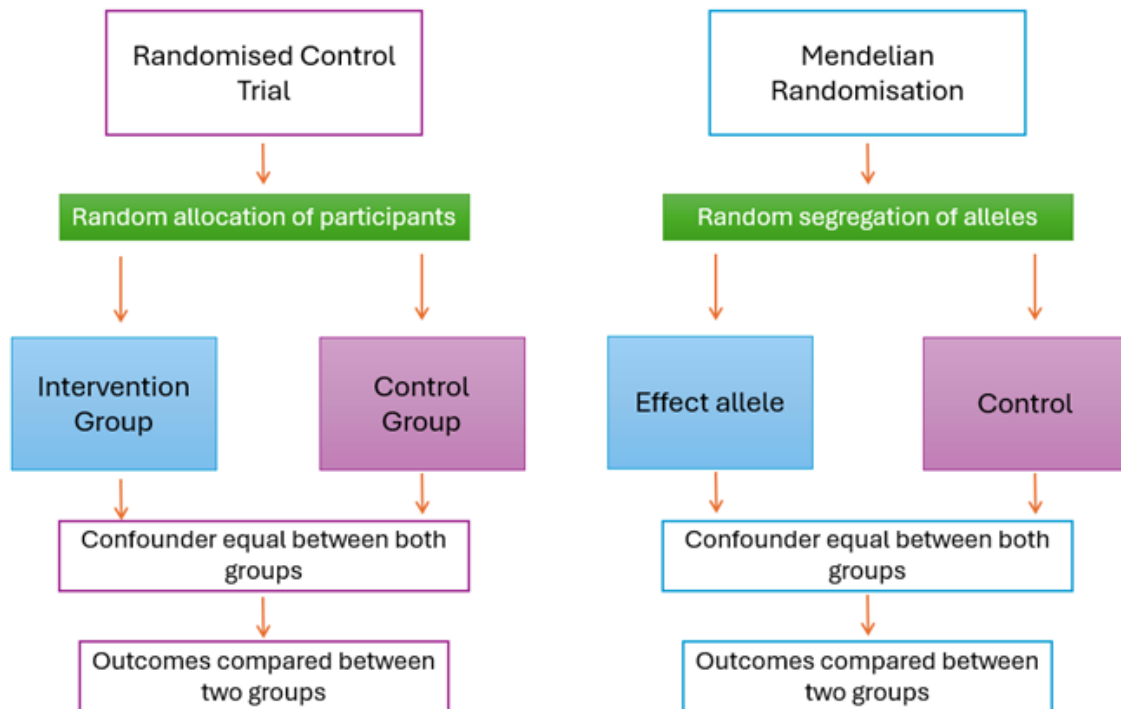 Randomised Control
Trial
Random allocation of participants
Intervention
Group
Control
Group
Confounder equal between both
groups
Outcomes compared between
two groups
Mendelian
Randomisation
Random segregation of alleles
Effect allele
Control
Confounder equal between both
groups
Outcomes compared between
two groups